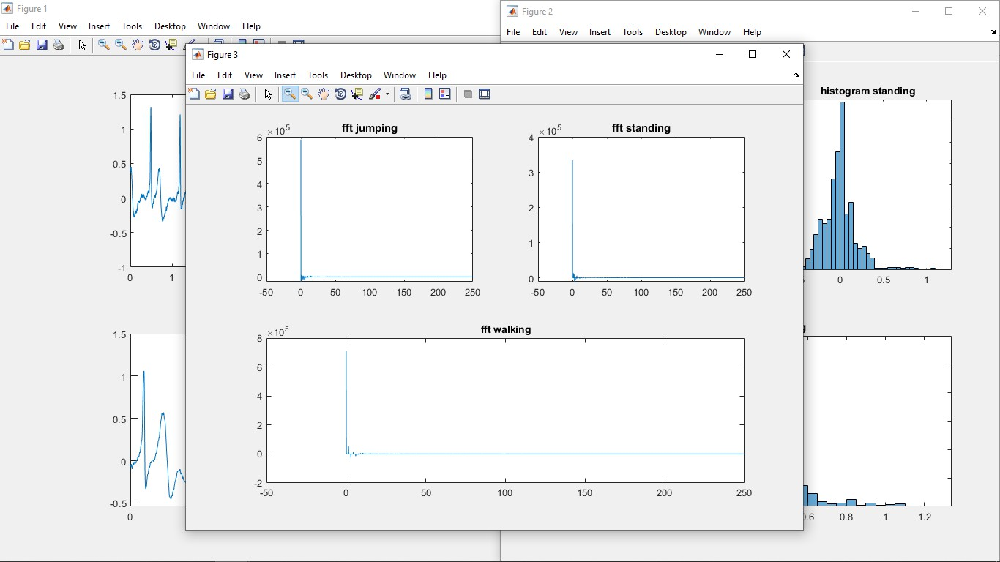 Figure 1
File Edit View Insert Tools Desktop Window Help
1.5
1
0.5
0
-0.5
-1
0 1
1.5
1
0.5
0
-0.5
0
Figure 2
File Edit View Insert Tools Desktop Window Help
histogram standing
0 0.5 1
0.6 0.8 1 1.2
Figure 3
File Edit View Insert Tools Desktop Window Help
fft jumping
×10^5
6
5
4
3
2
1
0
-50 0 50 100 150 200 250
fft standing
×10^5
4
3
2
1
0
-50 0 50 100 150 200 250
fft walking
×10^5
8
6
4
2
0
-2
-50 0 50 100 150 200 250